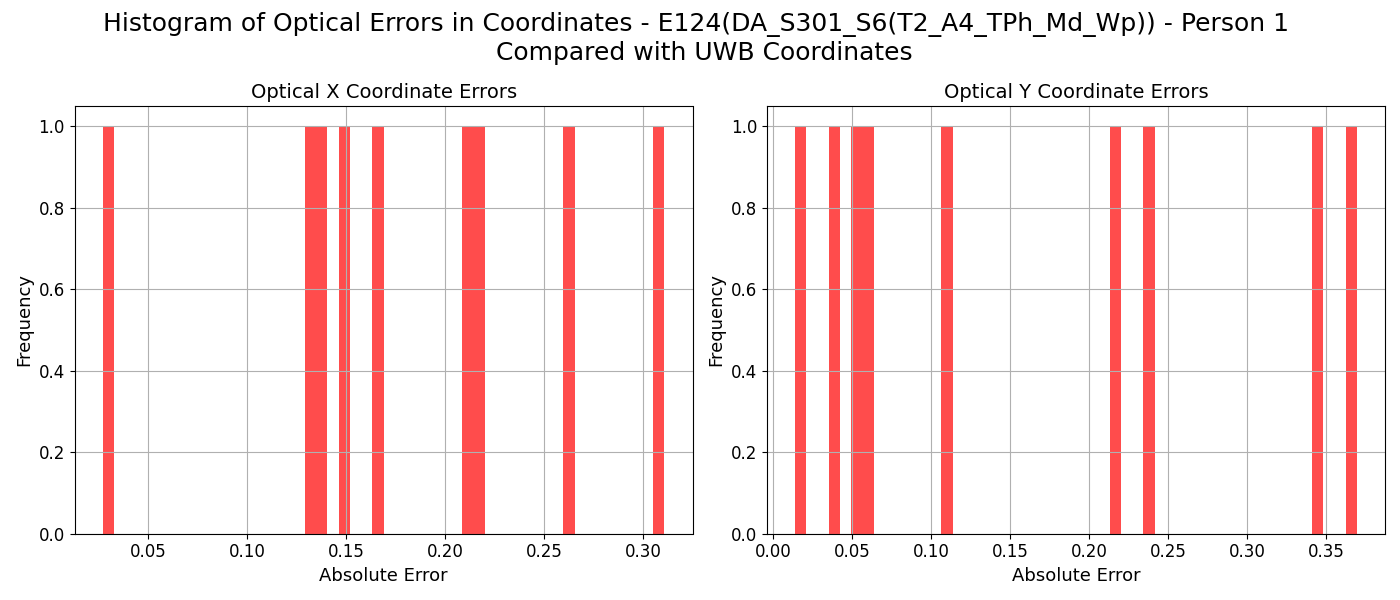 Histogram of Optical Errors in Coordinates - E124(DA_S301_S6(T2_A4_TPh_Md_Wp)) - Person 1
Compared with UWB Coordinates
Optical X Coordinate Errors
1.0
0.8
0.6
0.4
0.2
0.0
Frequency
0.05 0.10 0.15 0.20 0.25 0.30
Absolute Error
Optical Y Coordinate Errors
1.0
0.8
0.6
0.4
0.2
0.0
Frequency
0.00 0.05 0.10 0.15 0.20 0.25 0.30 0.35
Absolute Error